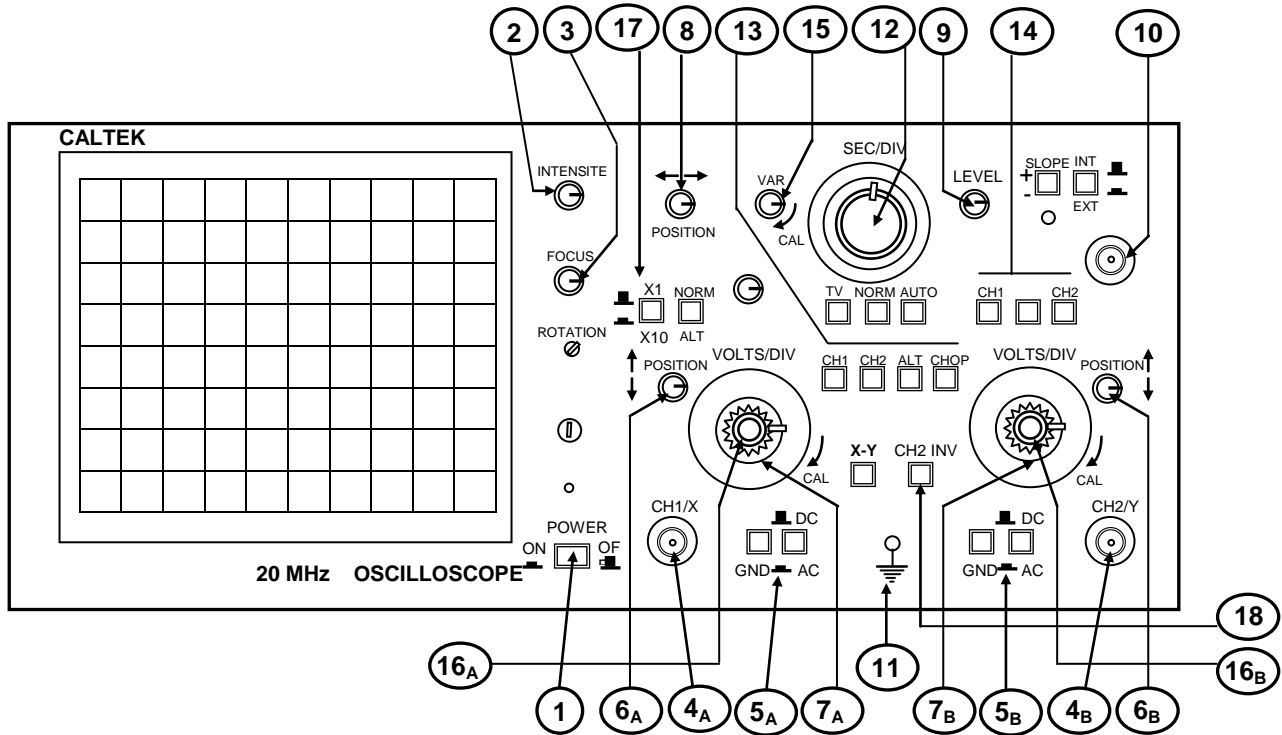 2 3 17 8 13 15 12 9 14 10
CALTEK
INTENSITE
POSITION
VAR
CAL
SEC/DIV
LEVEL
SLOPE INT
+
-
EXT
FOCUS
X1 NORM
X10 ALT
TV NORM AUTO
CH1 CH2
ROTATION
POSITION
VOLTS/DIV
CH1 CH2 ALT CHOP
VOLTS/DIV
POSITION
CAL
X-Y CH2 INV
CAL
CH1/X
DC
GND AC
DC
GND AC
CH2/Y
POWER
ON OF
20 MHz OSCILLOSCOPE
16A 11 18
16B
1 6A 4A 5A 7A 7B 5B 4B 6B